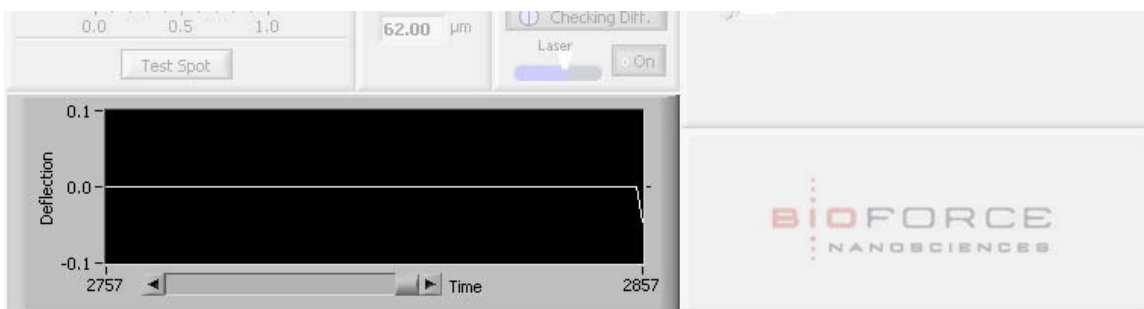 0.0 0.5 1.0
Test Spot
62.00 µm
Checking Diff.
Laser
On
0.1
0.0
-0.1
Deflection
2757
Time
2857
BIOFORCE
NANOSCIENCES